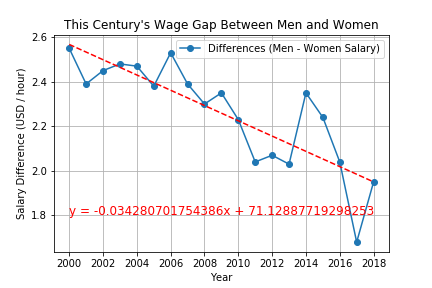 This Century's Wage Gap Between Men and Women
Differences (Men - Women Salary)
Salary Difference (USD / hour)
2.6
2.4
2.2
2.0
1.8
y = -0.034280701754386x + 71.12887719298253
2000 2002 2004 2006 2008 2010 2012 2014 2016 2018
Year